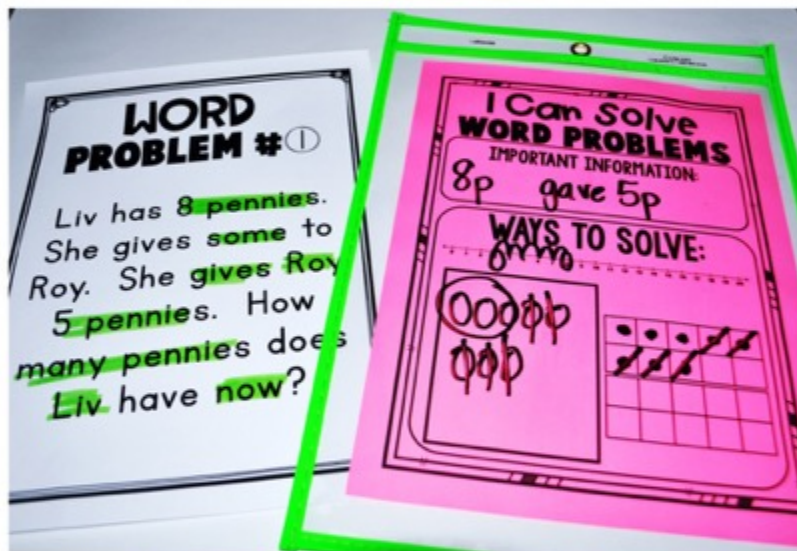 WORD
PROBLEM #①
Liv has 8 pennies.
She gives some to
Roy. She gives Roy
5 pennies. How
many pennies does
Liv have now?
I Can Solve
WORD PROBLEMS
IMPORTANT INFORMATION:
8p gave 5p
WAYS TO SOLVE: